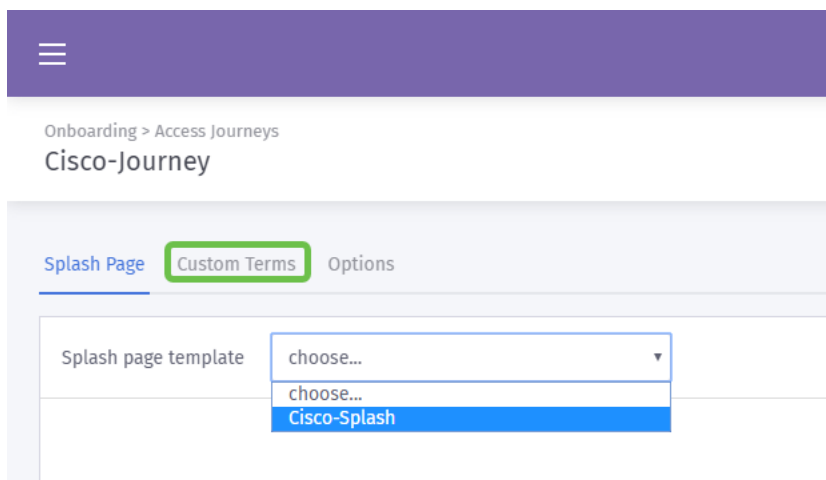 Onboarding > Access Journeys
Cisco-Journey
Splash Page Custom Terms Options
Splash page template choose...
choose...
Cisco-Splash